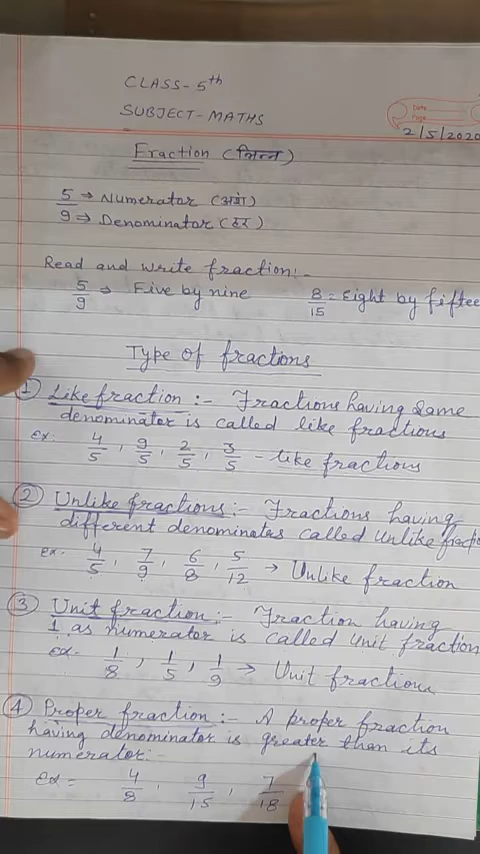 CLASS-5th
SUBJECT-MATHS
Date
Page
2/5/2020
Fraction (भिन्न)
5 → Numerator (अंश)
9 → Denominator (हर)
Read and write fraction:-
5/9 ⇒ Five by nine 8/15 = Eight by fiftee
Type of fractions
① Like fraction :- Fractions having same
denominator is called like fractions
ex: 4/5, 9/5, 2/5, 3/5 - like fractions
② Unlike fractions:- Fractions having
different denominates called unlike fractio
ex- 4/5, 7/9, 6/8, 5/12 → Unlike fraction
③ Unit fraction:- Fraction having
1 as numerator is called unit fraction
ex- 1/8, 1/5, 1/9 → Unit fractions
④ Proper fraction :- A proper fraction
having denominator is greater than its
numerator:-
ex= 4/8, 9/15, 7/18